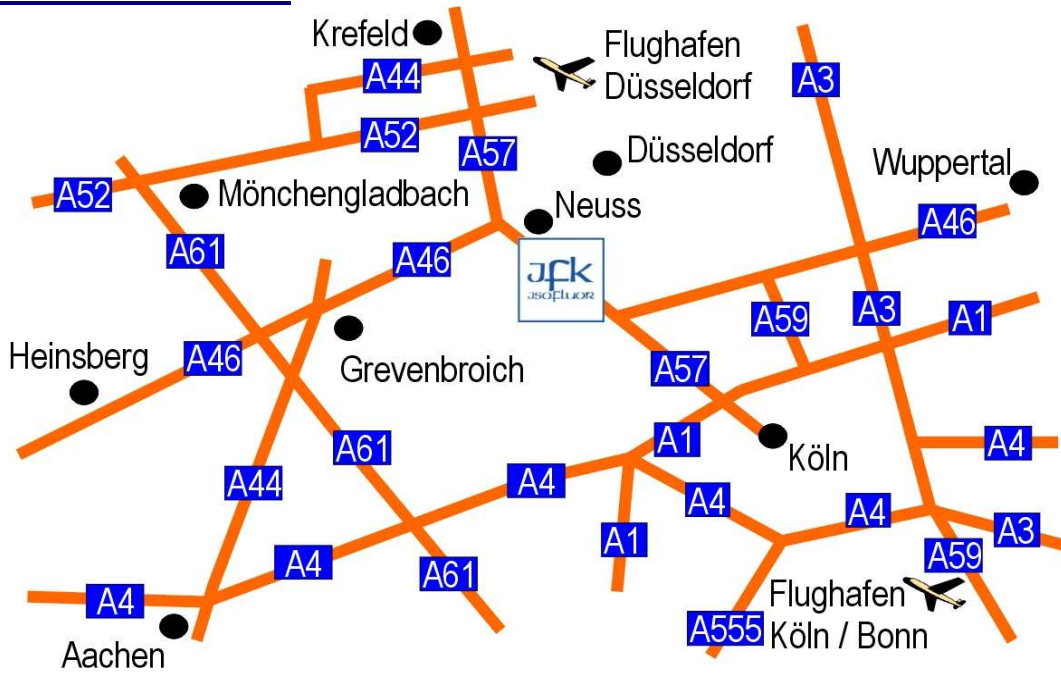 Krefeld
Flughafen
Düsseldorf
A44
A3
A52
A57
Düsseldorf
Wuppertal
A52
Mönchengladbach
Neuss
A46
A61
A46
jfk
JSOFLUOR
A59
A3
A1
Heinsberg
A46
Grevenbroich
A57
A61
A1
Köln
A4
A44
A4
A4
A4
A1
A3
A4
A61
A59
A4
Flughafen
Köln / Bonn
A555
Aachen